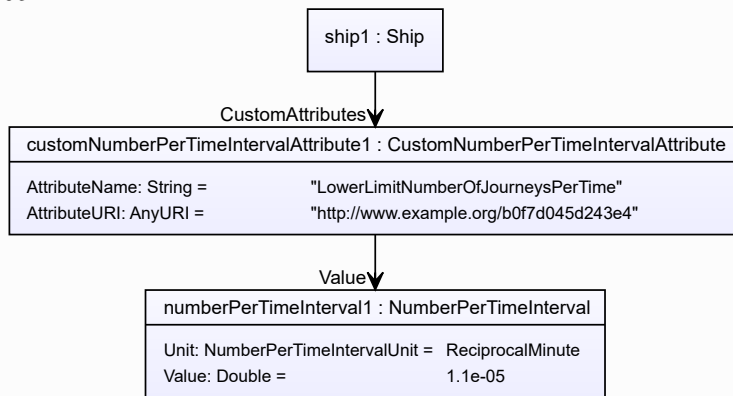 ship1 : Ship
CustomAttributes
customNumberPerTimeIntervalAttribute1 : CustomNumberPerTimeIntervalAttribute
AttributeName: String = "LowerLimitNumberOfJourneysPerTime"
AttributeURI: AnyURI = "http://www.example.org/b0f7d045d243e4"
Value
numberPerTimeInterval1 : NumberPerTimeInterval
Unit: NumberPerTimeIntervalUnit = ReciprocalMinute
Value: Double = 1.1e-05